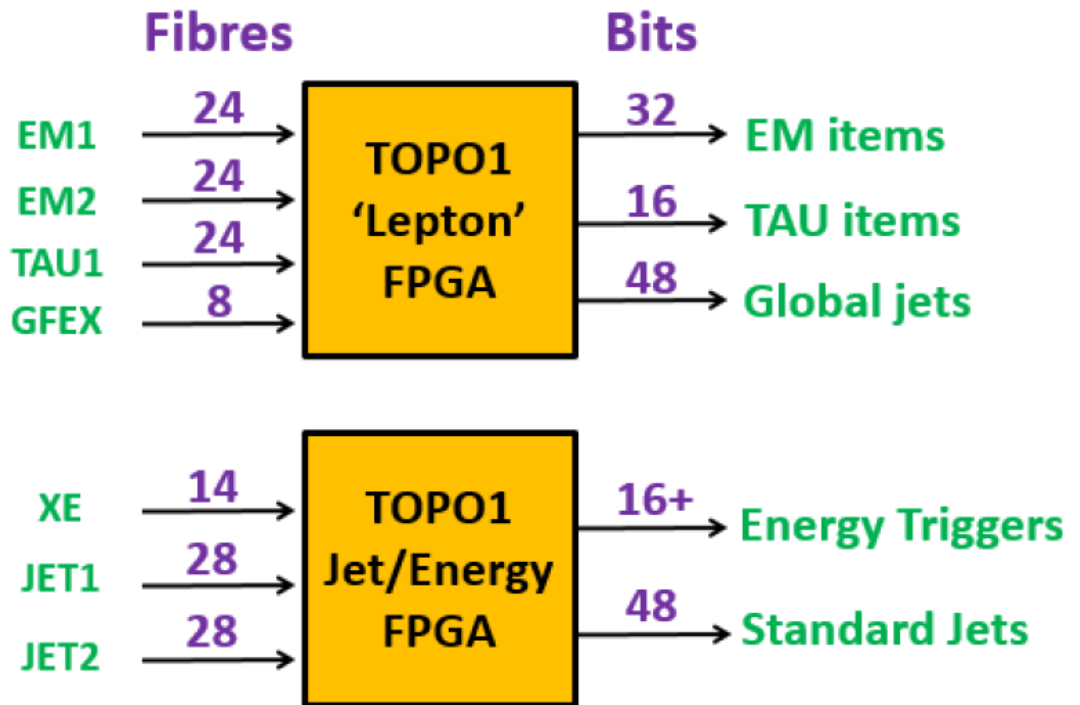 Fibres Bits
EM1 24
EM2 24
TAU1 24
GFEX 8
TOPO1
‘Lepton’
FPGA
32 EM items
16 TAU items
48 Global jets
XE 14
JET1 28
JET2 28
TOPO1
Jet/Energy
FPGA
16+ Energy Triggers
48 Standard Jets